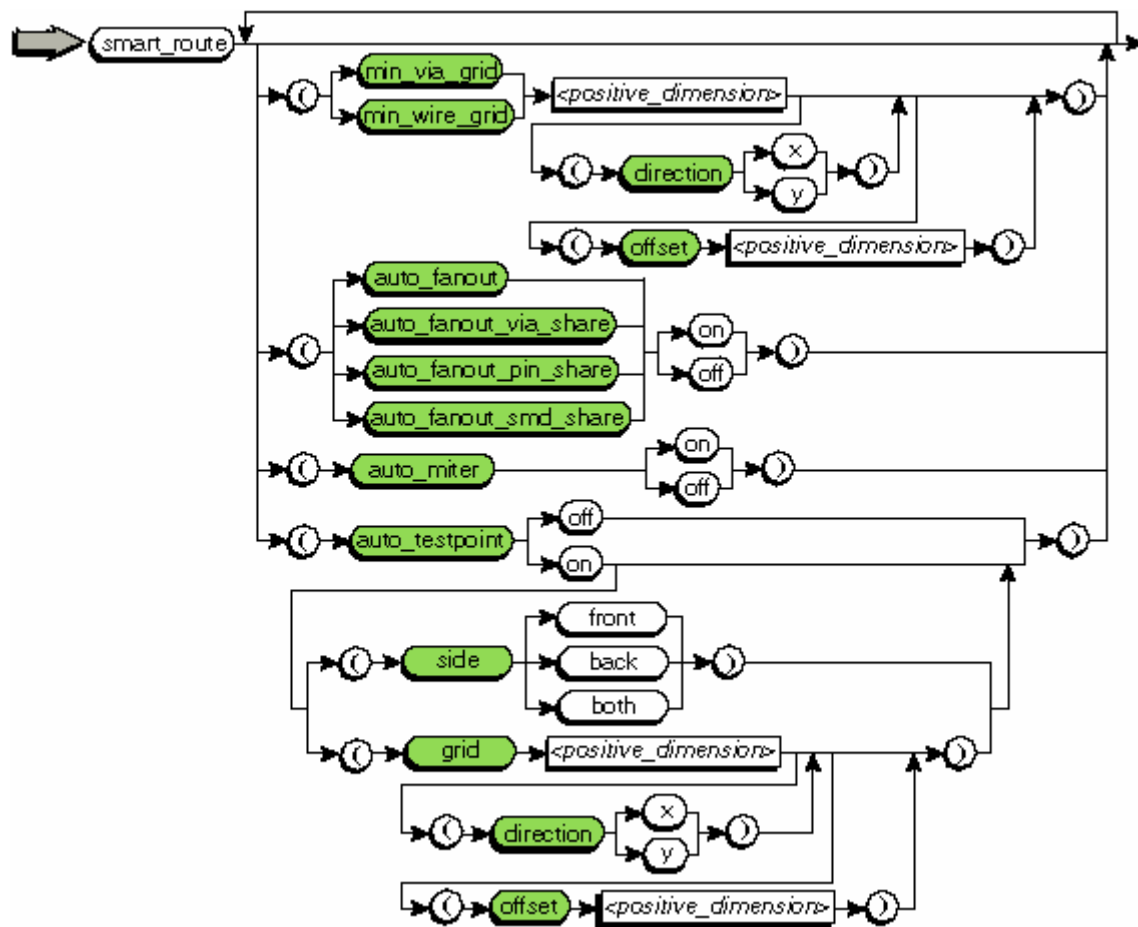 smart_route
( min_via_grid
min_wire_grid <positive_dimension> )
( direction x
y )
( offset <positive_dimension> )
( auto_fanout
auto_fanout_via_share on
auto_fanout_pin_share off )
auto_fanout_smd_share
( auto_miter on
off )
( auto_testpoint off
on )
( side front
back )
both
( grid <positive_dimension> )
( direction x
y )
( offset <positive_dimension> )